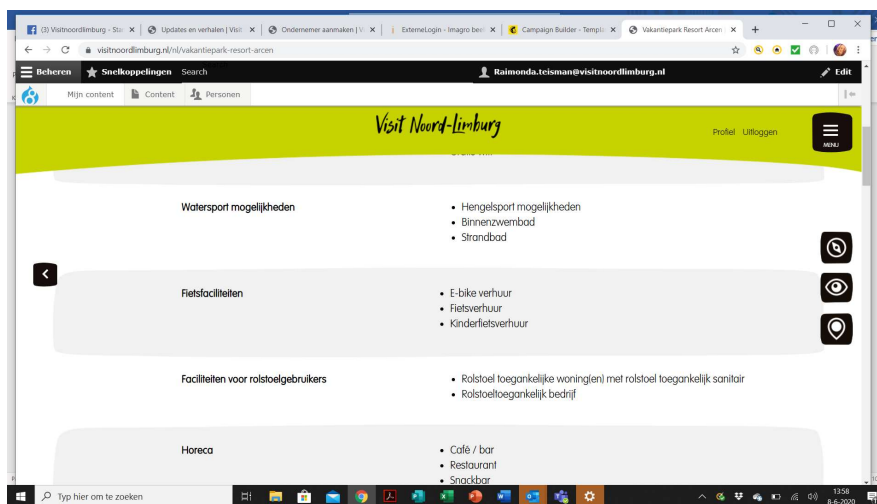 (3) Visitnoordlimburg - Sta
Updates en verhalen | Visit
Ondernemer aanmaken | V
ExterneLogin - Imagro be
Campaign Builder - Templ
Vakantiepark Resort Arcen
visitnoordlimburg.nl/nl/vakantiepark-resort-arcen
Beheren Snelkoppelingen Search Raimonda.teisman@visitnoordlimburg.nl Edit
Mijn content Content Personen
Visit Noord-Limburg
Profiel Uitloggen
MENU
Watersport mogelijkheden
• Hengelsport mogelijkheden
• Binnenzwembad
• Strandbad
Fietsfaciliteiten
• E-bike verhuur
• Fietsverhuur
• Kinderfietsverhuur
Faciliteiten voor rolstoelgebruikers
• Rolstoel toegankelijke woning(en) met rolstoel toegankelijk sanitair
• Rolstoeltoegankelijk bedrijf
Horeca
• Café / bar
• Restaurant
• Snackbar
Typ hier om te zoeken
13:58
8-6-2020